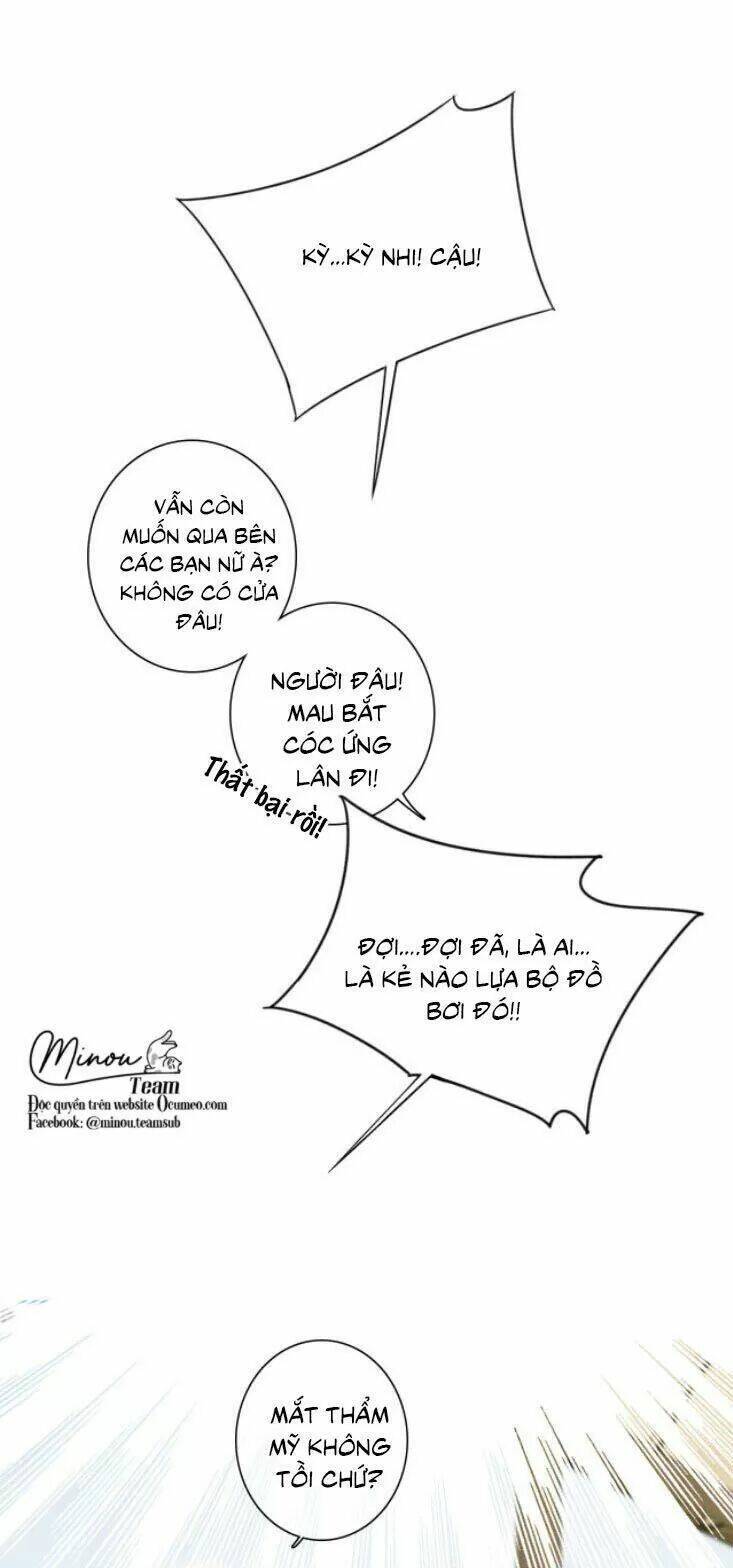 KỲ...KỲ NHI! CẬU!
VẪN CÒN
MUỐN QUA BÊN
CÁC BẠN NỮ À?
KHÔNG CÓ CỬA
ĐÂU!
NGƯỜI ĐÂU!
MAU BẮT
CÓC ỨNG
LÂN ĐI!
Thất bại rồi!
ĐỢI....ĐỢI ĐÃ, LÀ AI...
LÀ KẺ NÀO LỰA BỘ ĐỒ
BƠI ĐÓ!!
Minou
Team
Độc quyền trên website Ocumeo.com
Facebook: @minou.teamsub
MẮT THẨM
MỸ KHÔNG
TỒI CHỨ?